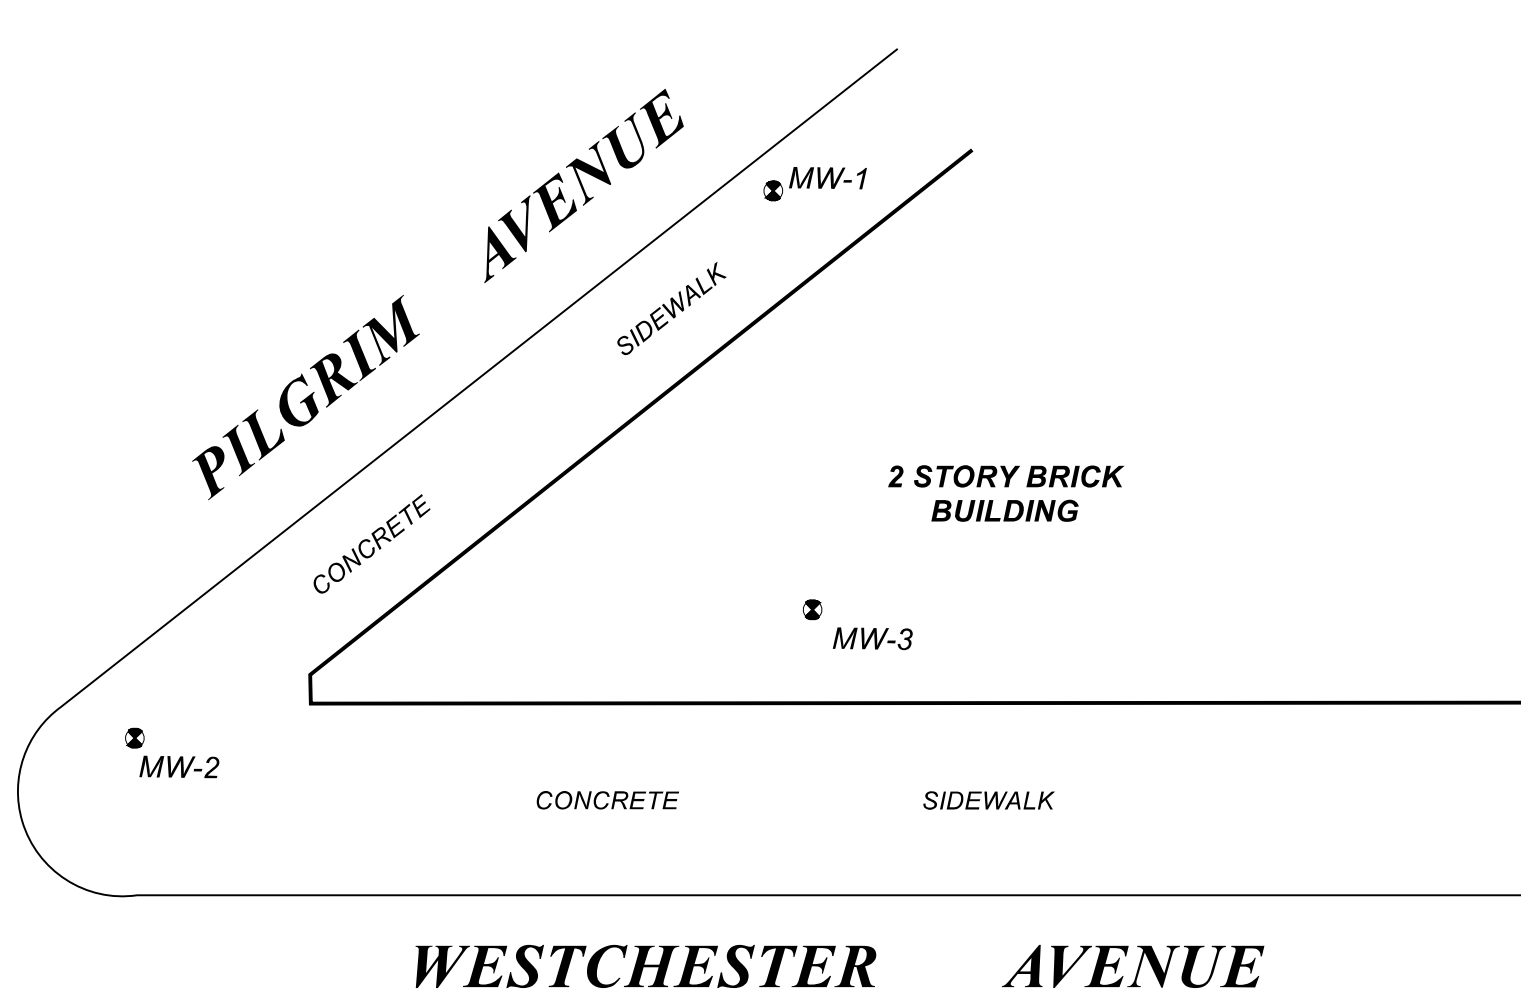 PILGRIM AVENUE
MW-1
SIDEWALK
CONCRETE
2 STORY BRICK
BUILDING
MW-3
MW-2
CONCRETE SIDEWALK
WESTCHESTER AVENUE